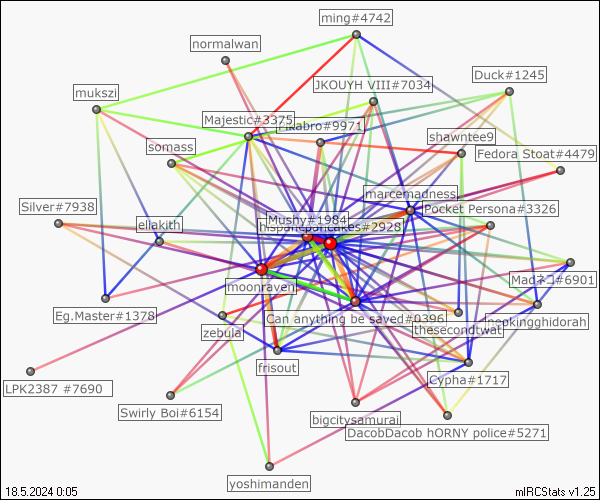 ming#4742
normalwan
JKOUYH VIII#7034
Duck#1245
mukszi
Majestic#3375
Pikabro#9971
shawntee9
somass
Fedora Stoat#4479
marcemadness
Silver#7938
Pocket Persona#3326
Mushy#1984
ellakith
hispanicpancakes#2928
Madネコ#6901
moonraven
Eg.Master#1378
Can anything be saved#0396
zebula
thesecondtwat
frisout
Cypha#1717
LPK2387 #7690
Swirly Boi#6154
bigcitysamurai
DacobDacob hORNY police#5271
yoshimanden
18.5.2024 0:05
mIRCStats v1.25